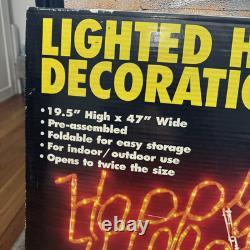 LIGHTED H
DECORATIO
• 19.5" High x 47" Wide
• Pre-assembled
• Foldable for easy storage
• For indoor/outdoor use
• Opens to twice the size
Happy